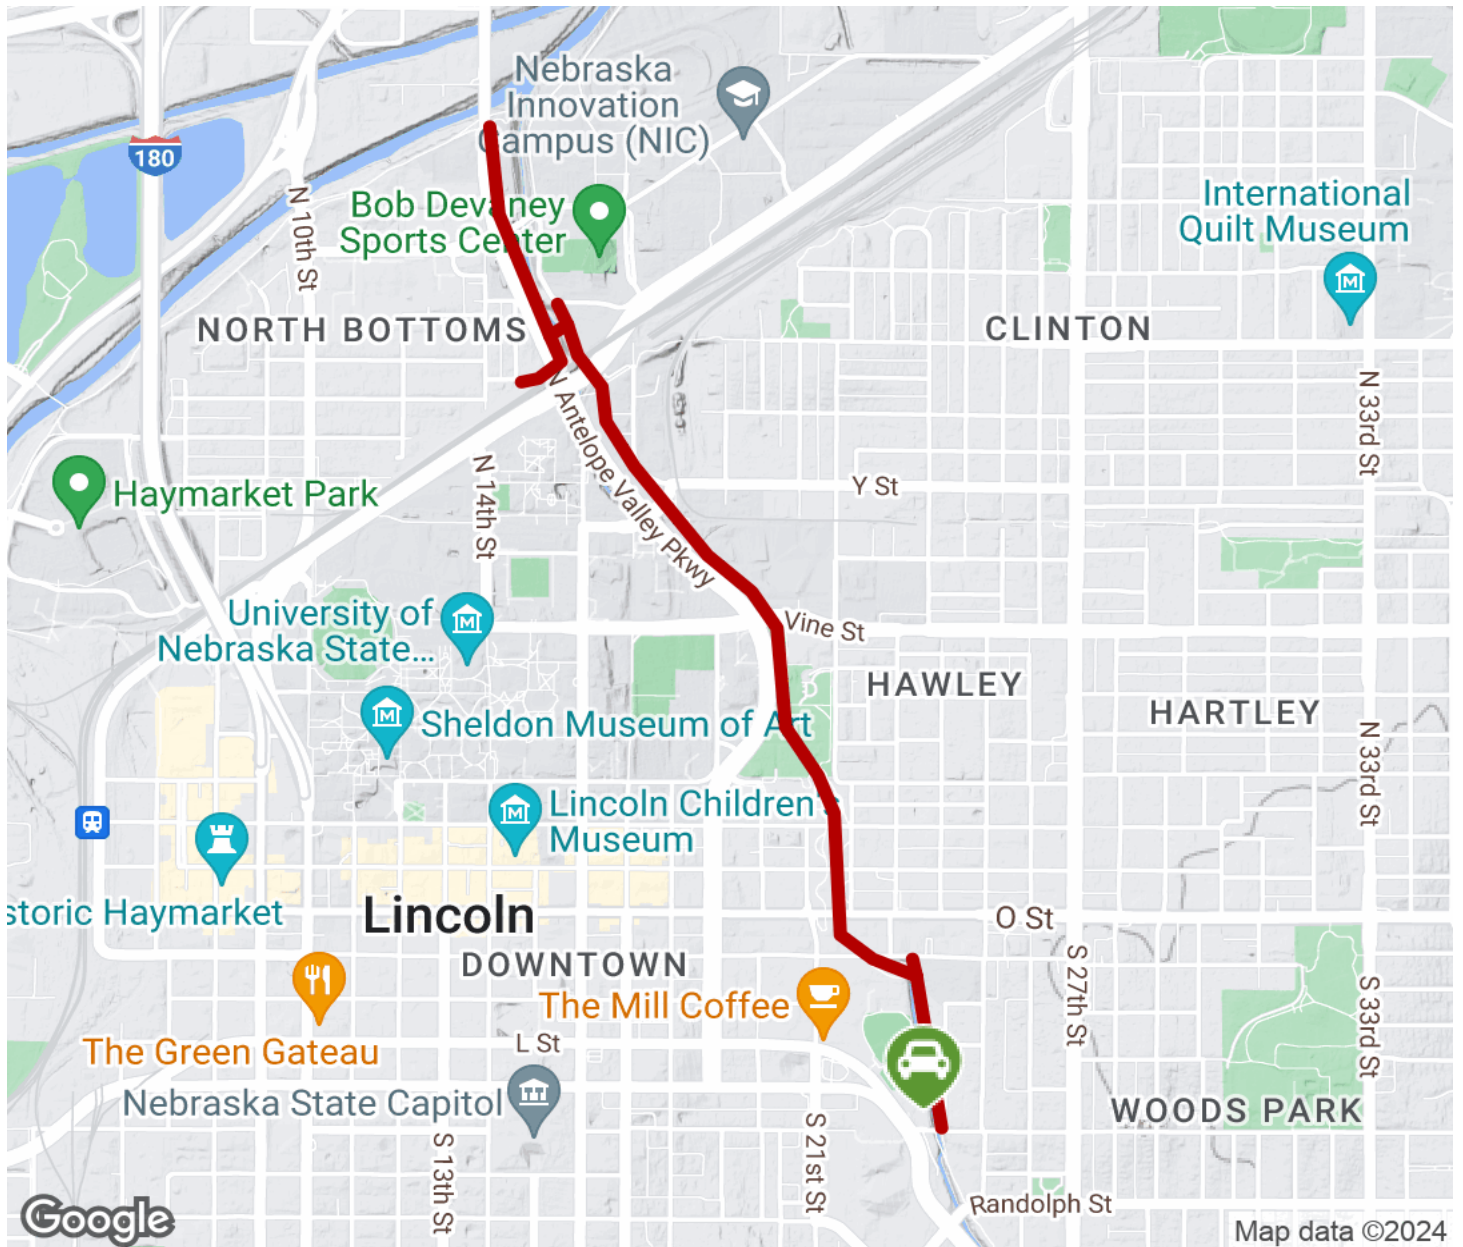 Nebraska
Innovation
Campus (NIC)
180
N 10th St
Bob Devaney
Sports Center
International
Quilt Museum
NORTH BOTTOMS
CLINTON
N 33rd St
N Antelope Valley Pkwy
N 14th St
Haymarket Park
Y St
University of
Nebraska State...
Vine St
HAWLEY
HARTLEY
Sheldon Museum of Art
N 33rd St
Lincoln Children's
Museum
storic Haymarket
Lincoln
O St
DOWNTOWN
S 27th St
S 33rd St
The Mill Coffee
The Green Gateau
L St
Nebraska State Capitol
WOODS PARK
S 13th St
S 21st St
Randolph St
Google
Map data ©2024